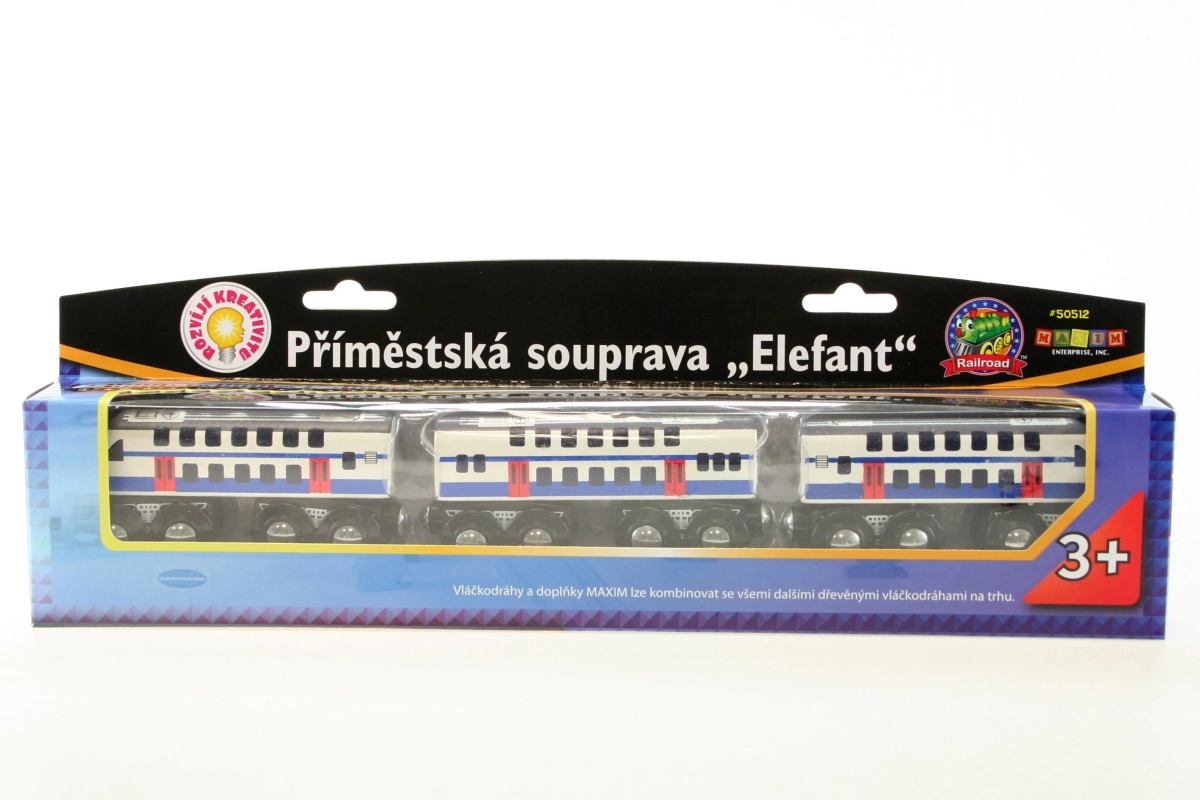 ROZVÍJÍ KREATIVITU
Příměstská souprava „Elefant“
Railroad™
#50512
MAXIM
ENTERPRISE, INC.
3+
Vláčkodráhy a doplňky MAXIM lze kombinovat se všemi dalšími dřevěnými vláčkodráhami na trhu.